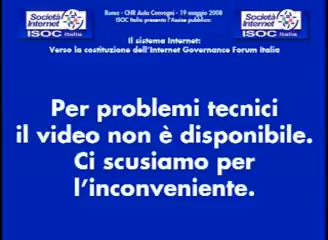 Società
Internet
ISOC Italia
Roma - CNR Aula Convegni - 19 maggio 2008
ISOC Italia presenta l'Assise pubblica:
Società
Internet
ISOC Italia
Il sistema Internet:
Verso la costituzione dell'Internet Governance Forum Italia
Per problemi tecnici
il video non è disponibile.
Ci scusiamo per
l'inconveniente.